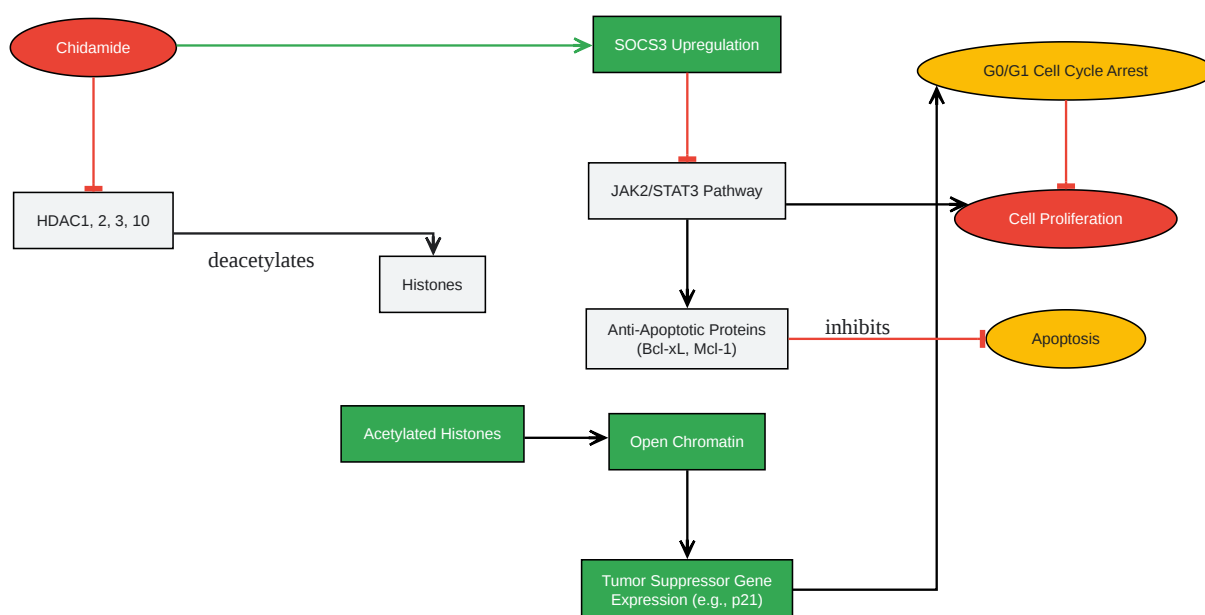 Chidamide
SOCS3 Upregulation
G0/G1 Cell Cycle Arrest
HDAC1, 2, 3, 10
JAK2/STAT3 Pathway
Cell Proliferation
deacetylates
Histones
Anti-Apoptotic Proteins
(Bcl-xL, Mcl-1)
inhibits
Apoptosis
Acetylated Histones
Open Chromatin
Tumor Suppressor Gene
Expression (e.g., p21)